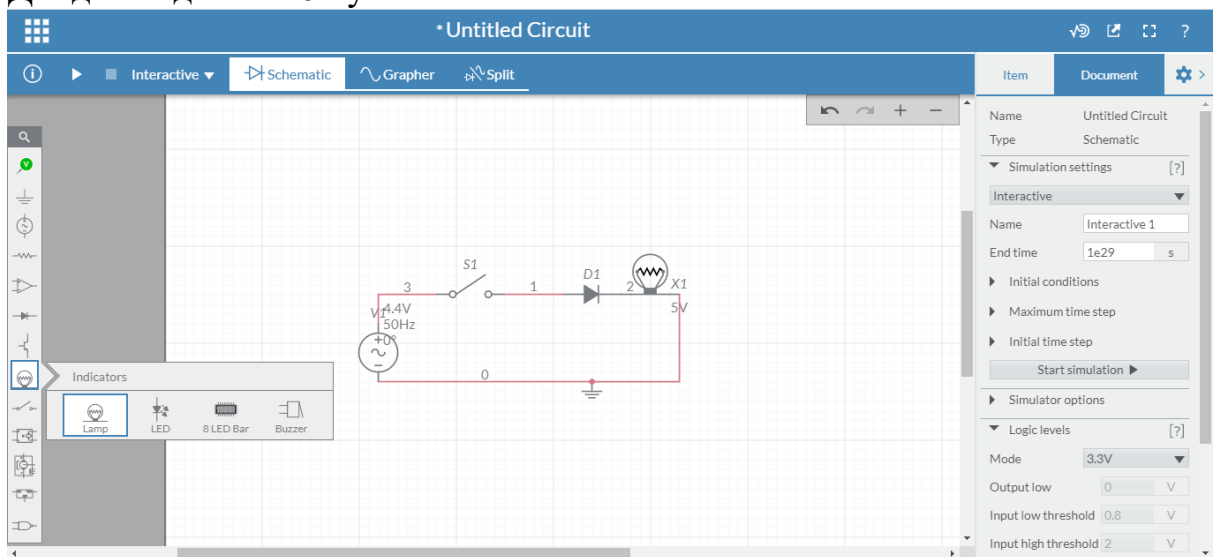 * Untitled Circuit
?
i Interactive Schematic Grapher Split
Item Document
Name Untitled Circuit
Type Schematic
Simulation settings [?]
Interactive
Name Interactive 1
End time 1e29 s
Initial conditions
Maximum time step
Initial time step
Start simulation
Simulator options
Logic levels [?]
Mode 3.3V
Output low 0 V
Input low threshold 0.8 V
Input high threshold 2 V
V
S1
3
1
D1
2
X1
5V
V1
4.4V
50Hz
0°
0
Indicators
Lamp LED 8 LED Bar Buzzer